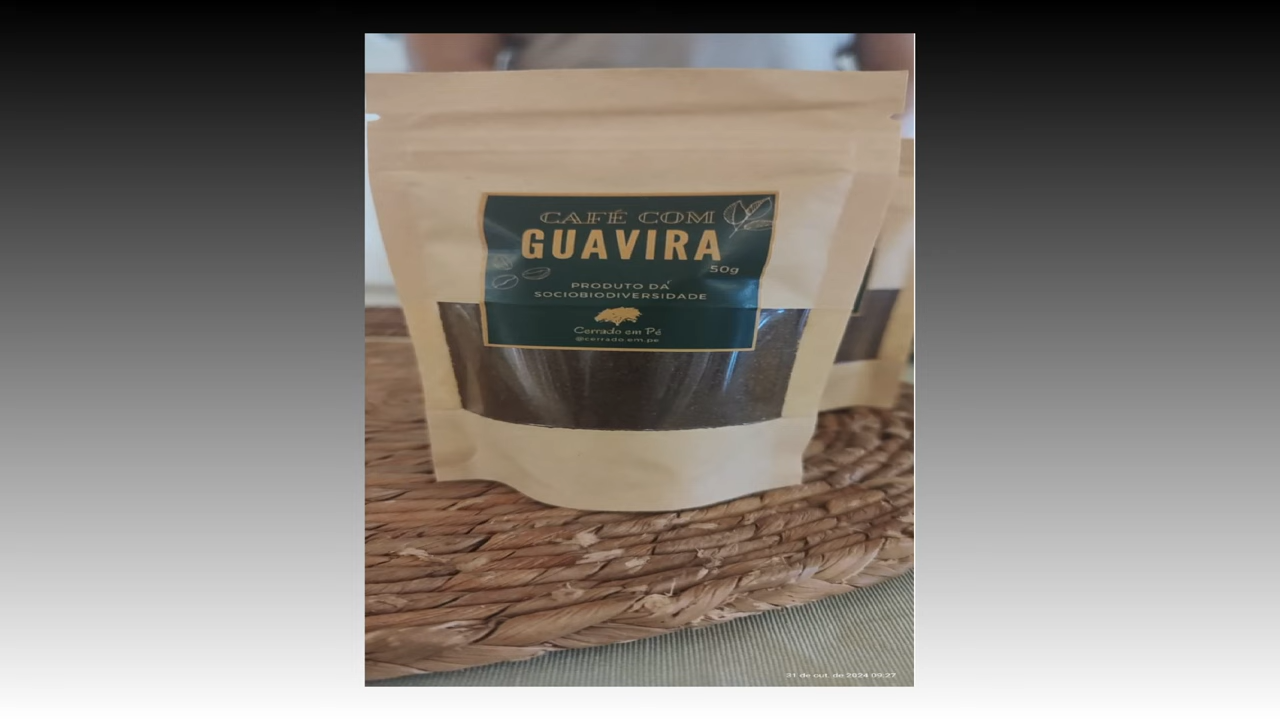 CAFÉ COM
GUAVIRA
50g
PRODUTO DA
SOCIOBIODIVERSIDADE
Cerrado em Pé
@cerrado.em.pe
31 de out. de 2024 09:27